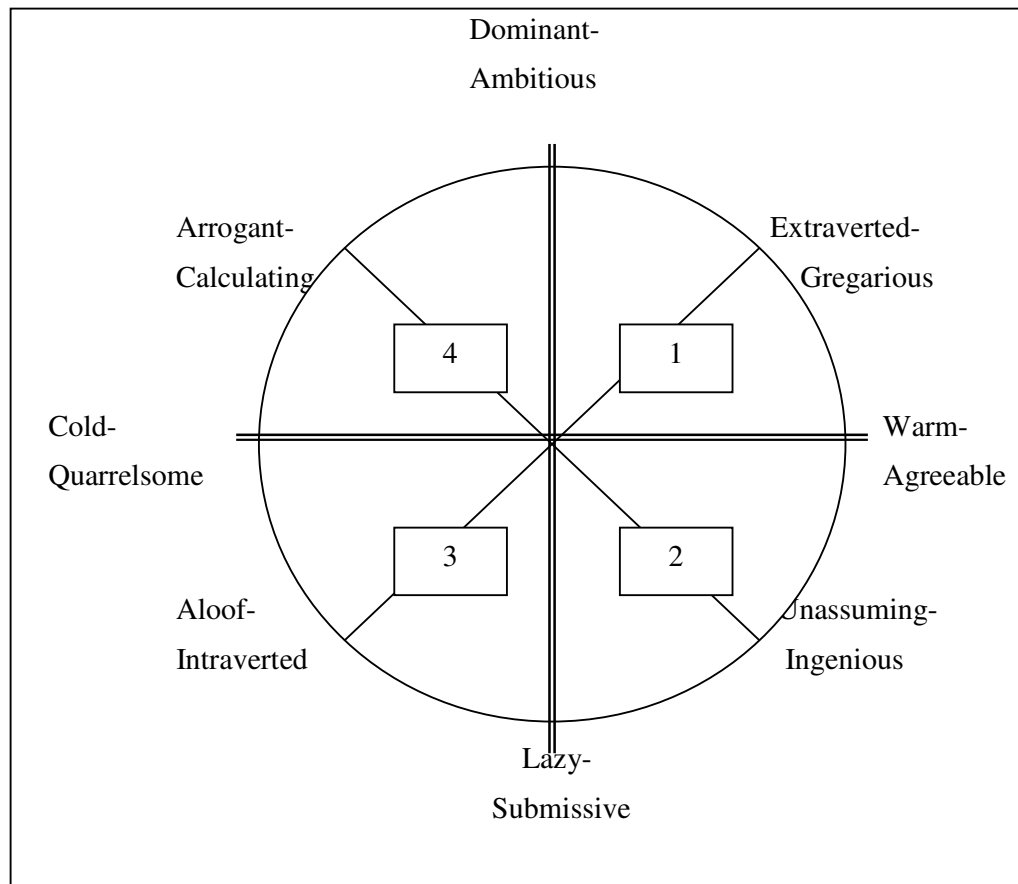 Dominant-
Ambitious
Arrogant-
Calculating
Extraverted-
Gregarious
4
1
Cold-
Quarrelsome
Warm-
Agreeable
3
2
Aloof-
Intraverted
Unassuming-
Ingenious
Lazy-
Submissive